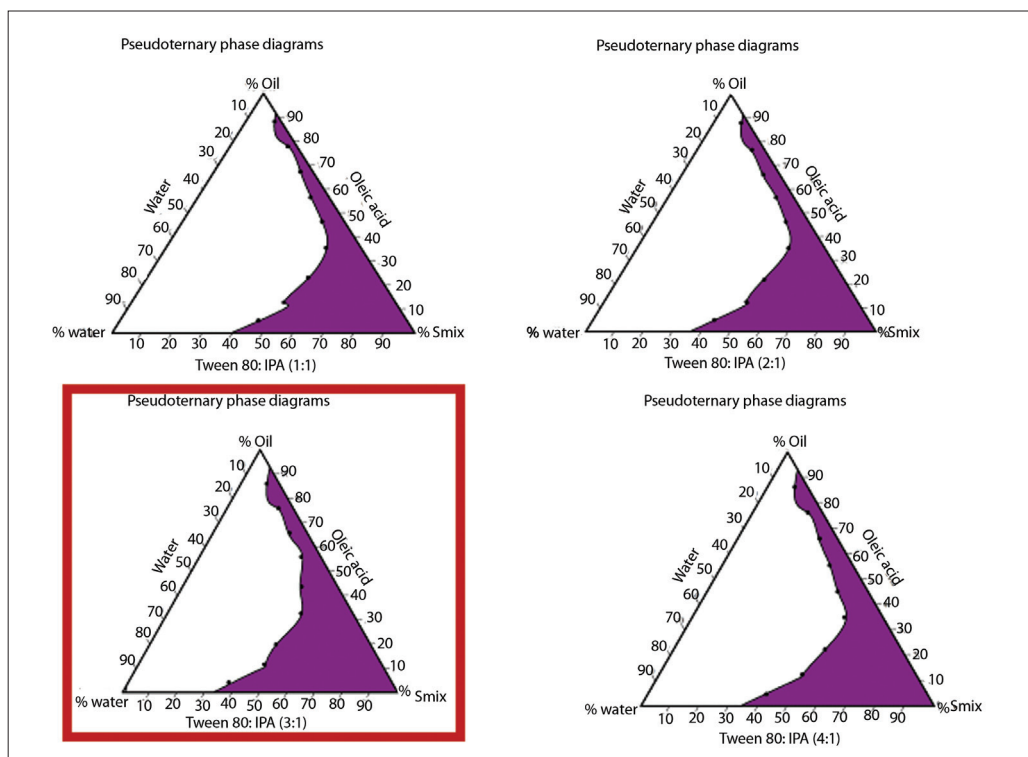 Pseudoternary phase diagrams
% Oil
10
20
30
40
50
60
70
80
90
Water
90
80
70
60
50
40
30
20
10
Oleic acid
% water
% Smix
10 20 30 40 50 60 70 80 90
Tween 80: IPA (1:1)
Pseudoternary phase diagrams
% Oil
10
20
30
40
50
60
70
80
90
Water
90
80
70
60
50
40
30
20
10
Oleic acid
% water
%Smix
10 20 30 40 50 60 70 80 90
Tween 80: IPA (2:1)
Pseudoternary phase diagrams
% Oil
10
20
30
40
50
60
70
80
90
Water
90
80
70
60
50
40
30
20
10
Oleic acid
% water
% Smix
10 20 30 40 50 60 70 80 90
Tween 80: IPA (3:1)
Pseudoternary phase diagrams
% Oil
10
20
30
40
50
60
70
80
90
Water
90
80
70
60
50
40
30
20
10
Oleic acid
% water
%Smix
10 20 30 40 50 60 70 80 90
Tween 80: IPA (4:1)